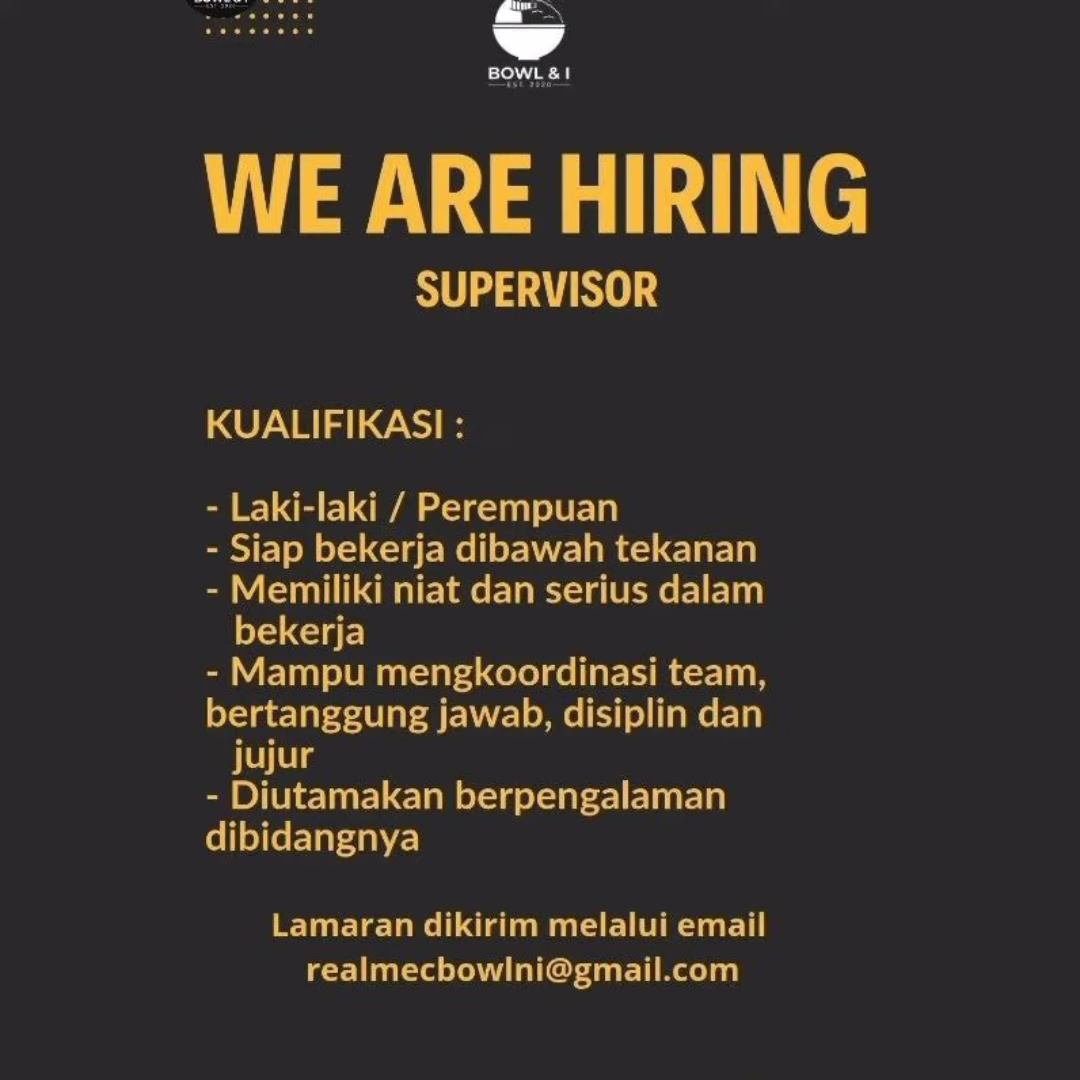 BOWL & I
EST. 2020
WE ARE HIRING
SUPERVISOR
KUALIFIKASI :
- Laki-laki / Perempuan
- Siap bekerja dibawah tekanan
- Memiliki niat dan serius dalam
bekerja
- Mampu mengkoordinasi team,
bertanggung jawab, disiplin dan
jujur
- Diutamakan berpengalaman
dibidangnya
Lamaran dikirim melalui email
realmecbowlni@gmail.com